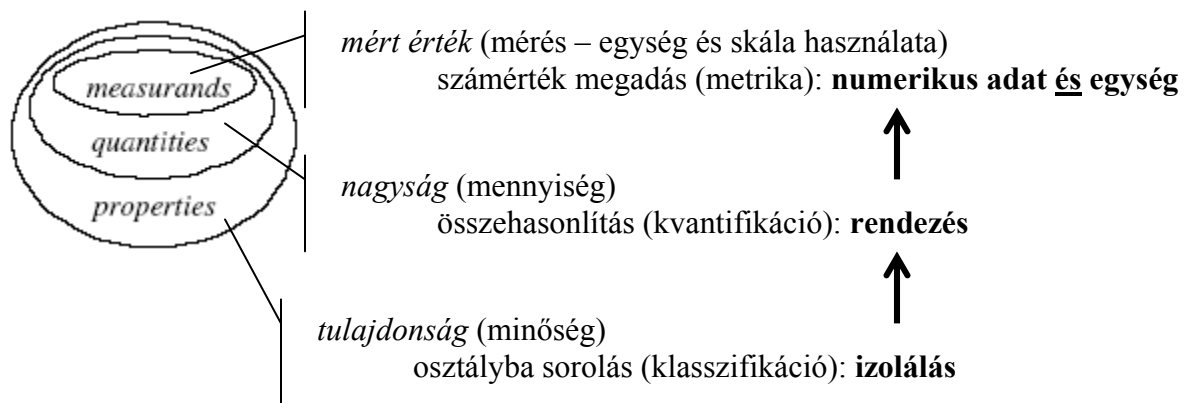 measurands
quantities
properties
mért érték (mérés – egység és skála használata)
számérték megadás (metrika): numerikus adat és egység
nagyság (mennyiség)
összehasonlítás (kvantifikáció): rendezés
tulajdonság (minőség)
osztályba sorolás (klasszifikáció): izolálás